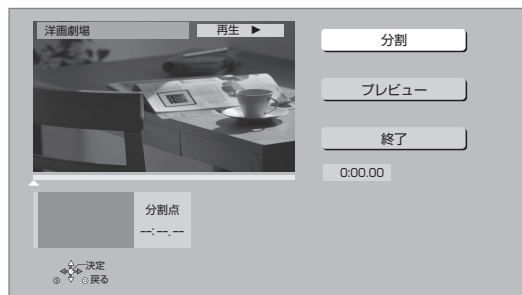 洋画劇場
再生 ▶
分割
プレビュー
終了
0:00.00
分割点
--:--.--
決定
戻る